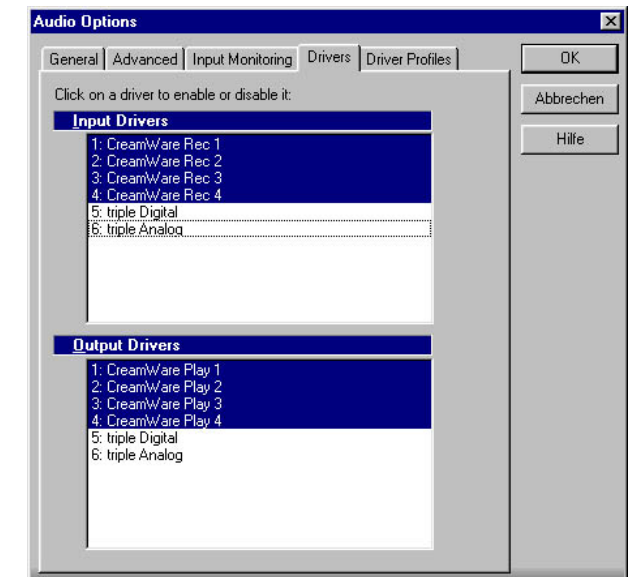 Audio Options
General Advanced Input Monitoring Drivers Driver Profiles
OK
Abbrechen
Hilfe
Click on a driver to enable or disable it:
Input Drivers
1: CreamWare Rec 1
2: CreamWare Rec 2
3: CreamWare Rec 3
4: CreamWare Rec 4
5: triple Digital
6: triple Analog
Output Drivers
1: CreamWare Play 1
2: CreamWare Play 2
3: CreamWare Play 3
4: CreamWare Play 4
5: triple Digital
6: triple Analog